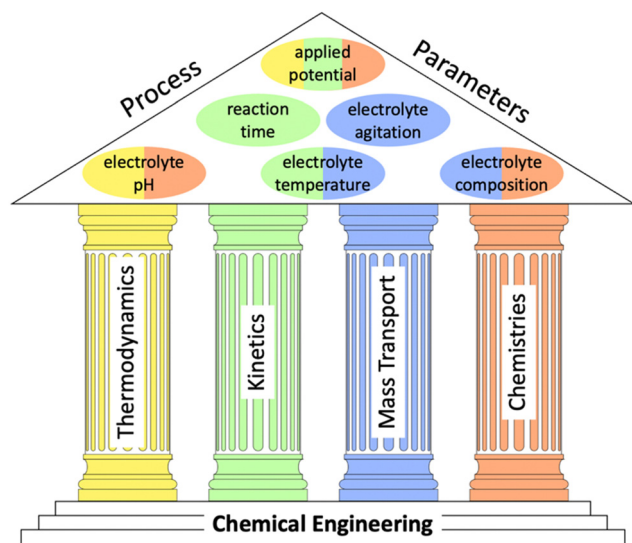 Process
Parameters
applied
potential
reaction
time
electrolyte
agitation
electrolyte
pH
electrolyte
temperature
electrolyte
composition
Thermodynamics
Kinetics
Mass Transport
Chemistries
Chemical Engineering